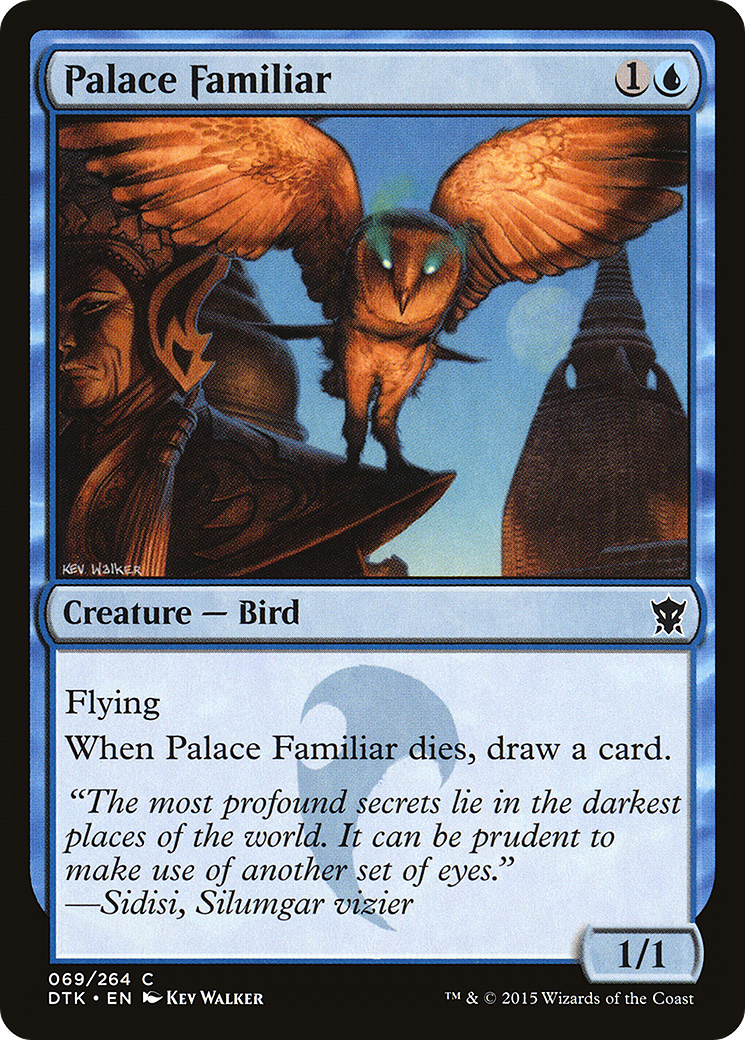 Palace Familiar
1
KEV WALKER
Creature — Bird
Flying
When Palace Familiar dies, draw a card.
“The most profound secrets lie in the darkest
places of the world. It can be prudent to
make use of another set of eyes.”
—Sidisi, Silumgar vizier
1/1
069/264 C
DTK • EN Kev Walker
™ & © 2015 Wizards of the Coast